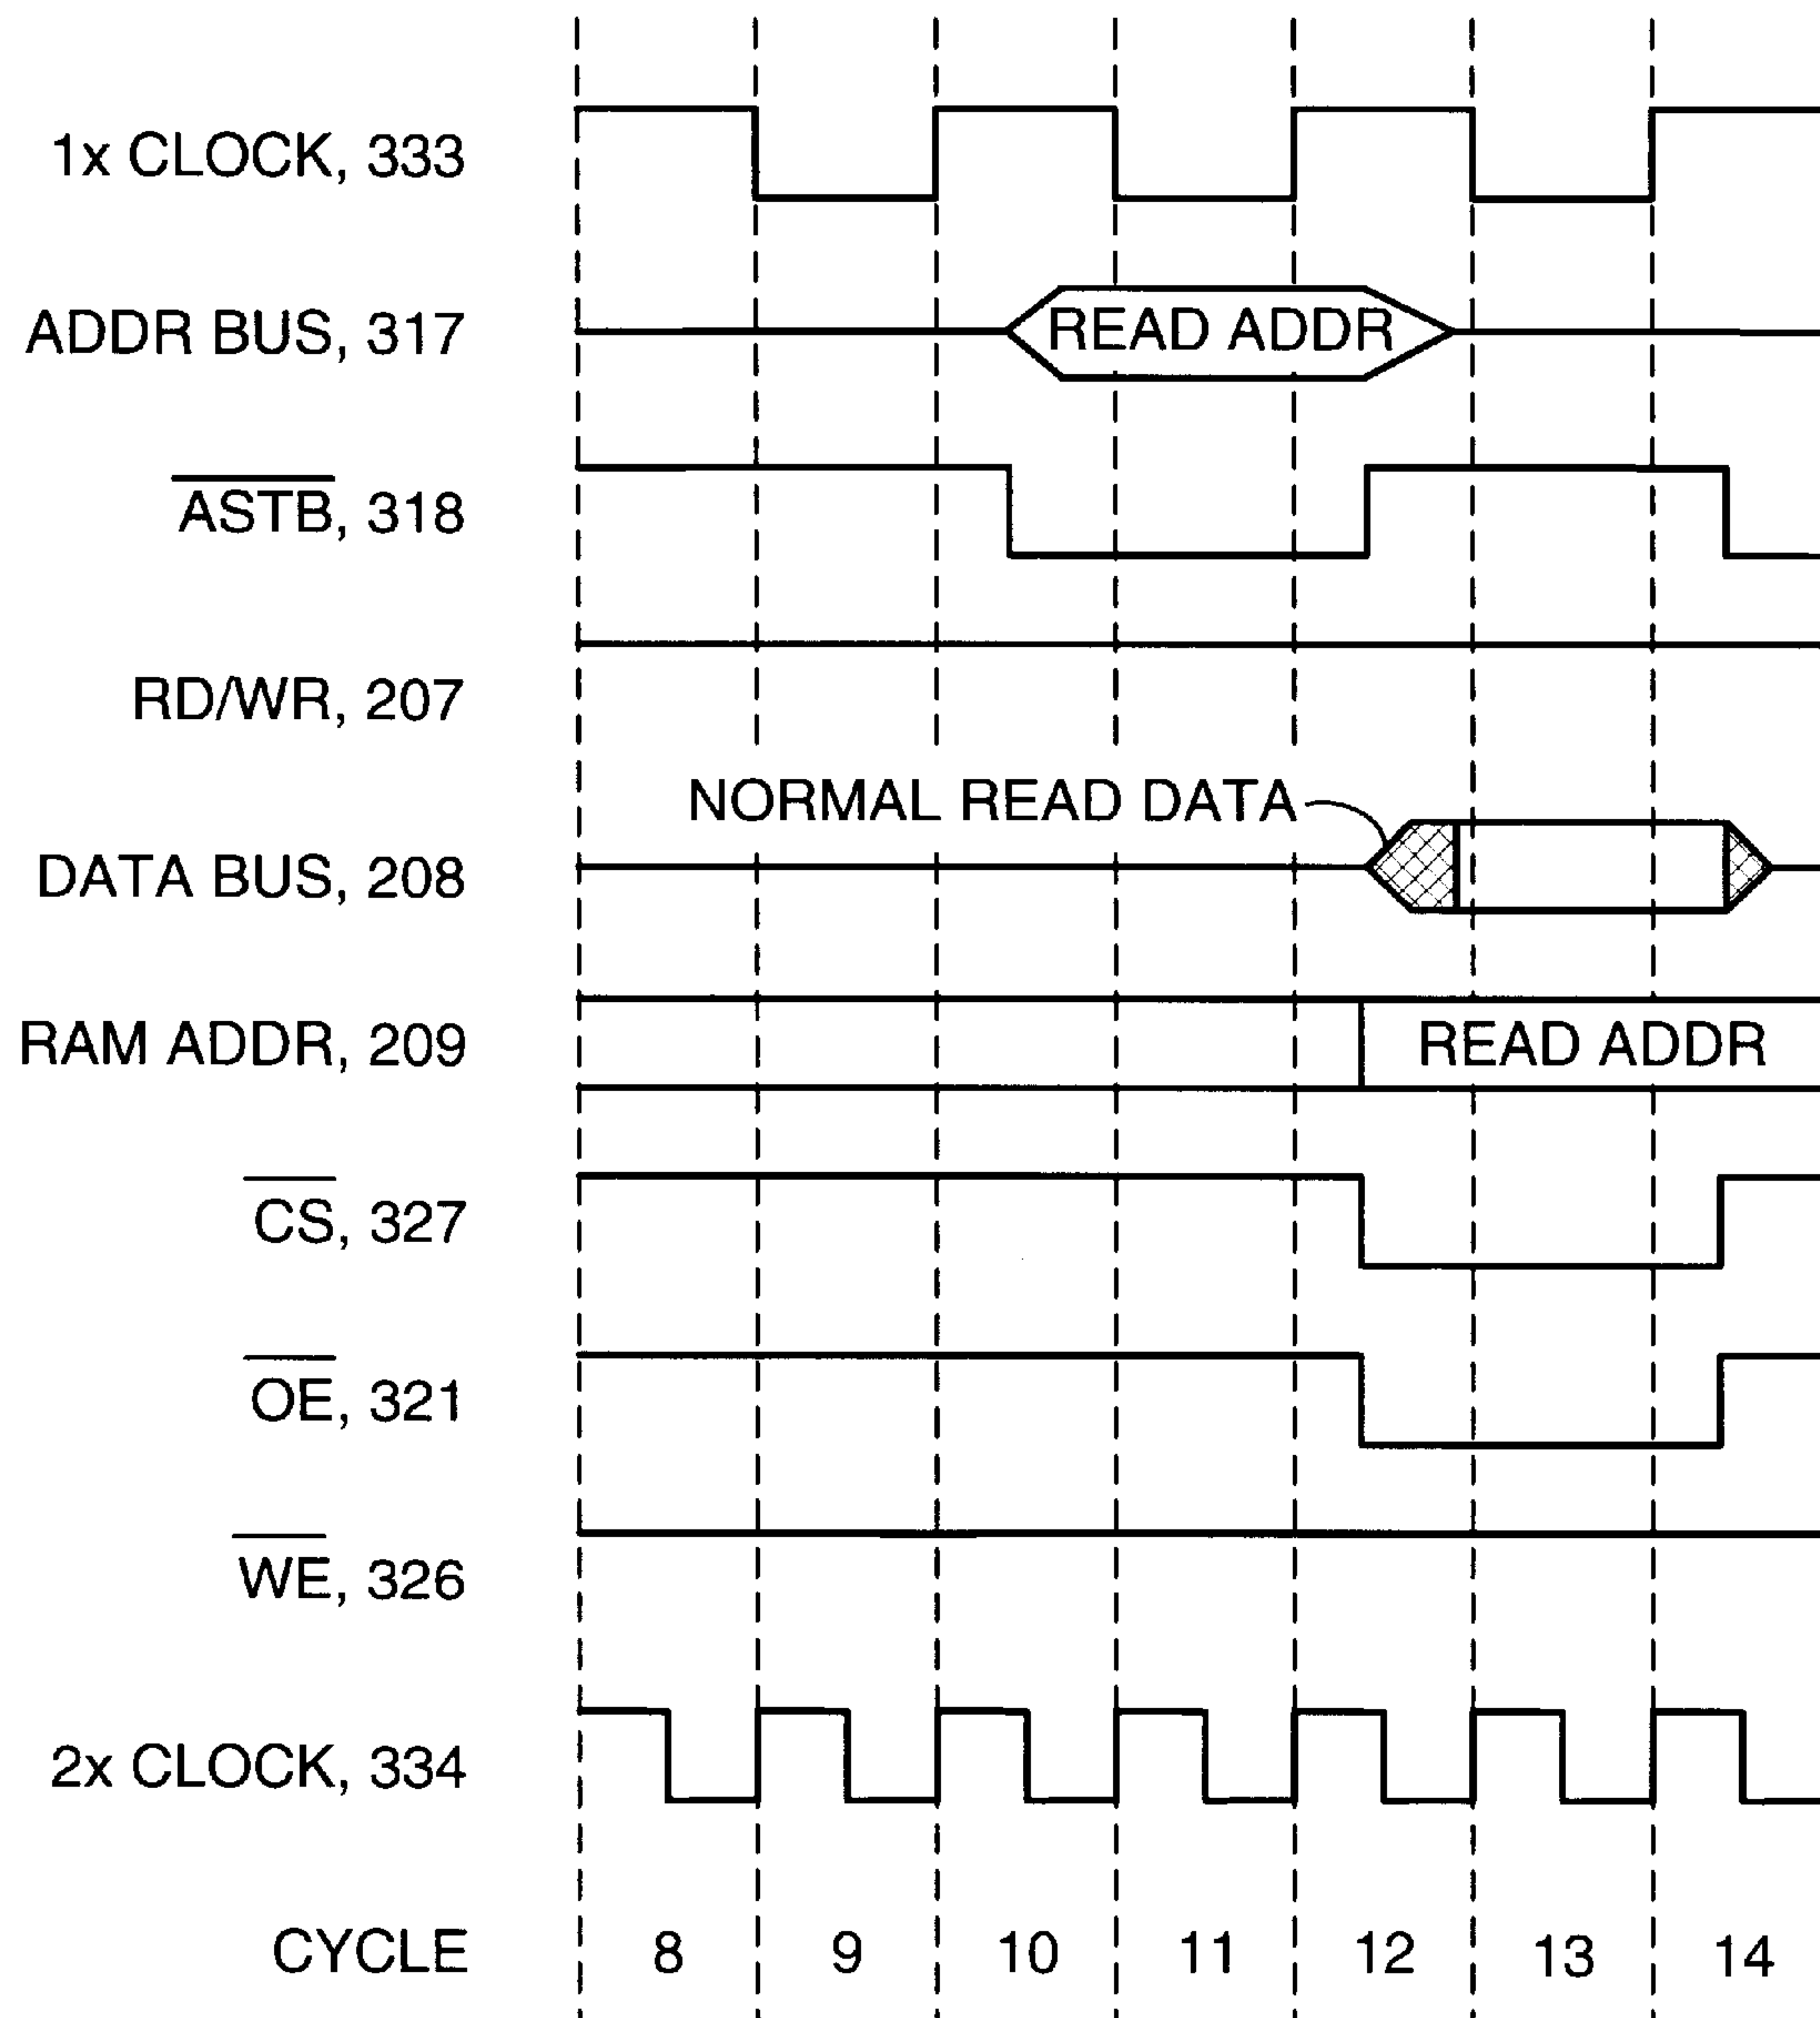 1x CLOCK, 333
ADDR BUS, 317
READ ADDR
ASTB, 318
RD/WR, 207
NORMAL READ DATA
DATA BUS, 208
RAM ADDR, 209
READ ADDR
CS, 327
OE, 321
WE, 326
2x CLOCK, 334
CYCLE 8 9 10 11 12 13 14